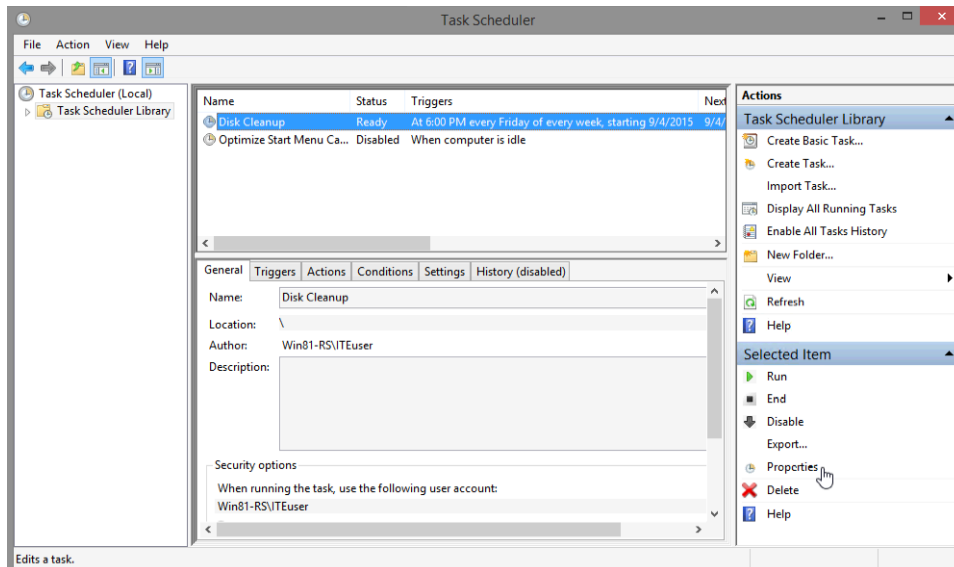 Task Scheduler
File Action View Help
Task Scheduler (Local)
Task Scheduler Library
Name Status Triggers Next
Disk Cleanup Ready At 6:00 PM every Friday of every week, starting 9/4/2015 9/4/
Optimize Start Menu Ca... Disabled When computer is idle
General Triggers Actions Conditions Settings History (disabled)
Name: Disk Cleanup
Location: \
Author: Win81-RS\ITEuser
Description:
Security options
When running the task, use the following user account:
Win81-RS\ITEuser
Actions
Task Scheduler Library
Create Basic Task...
Create Task...
Import Task...
Display All Running Tasks
Enable All Tasks History
New Folder...
View
Refresh
Help
Selected Item
Run
End
Disable
Export...
Properties
Delete
Help
Edits a task.